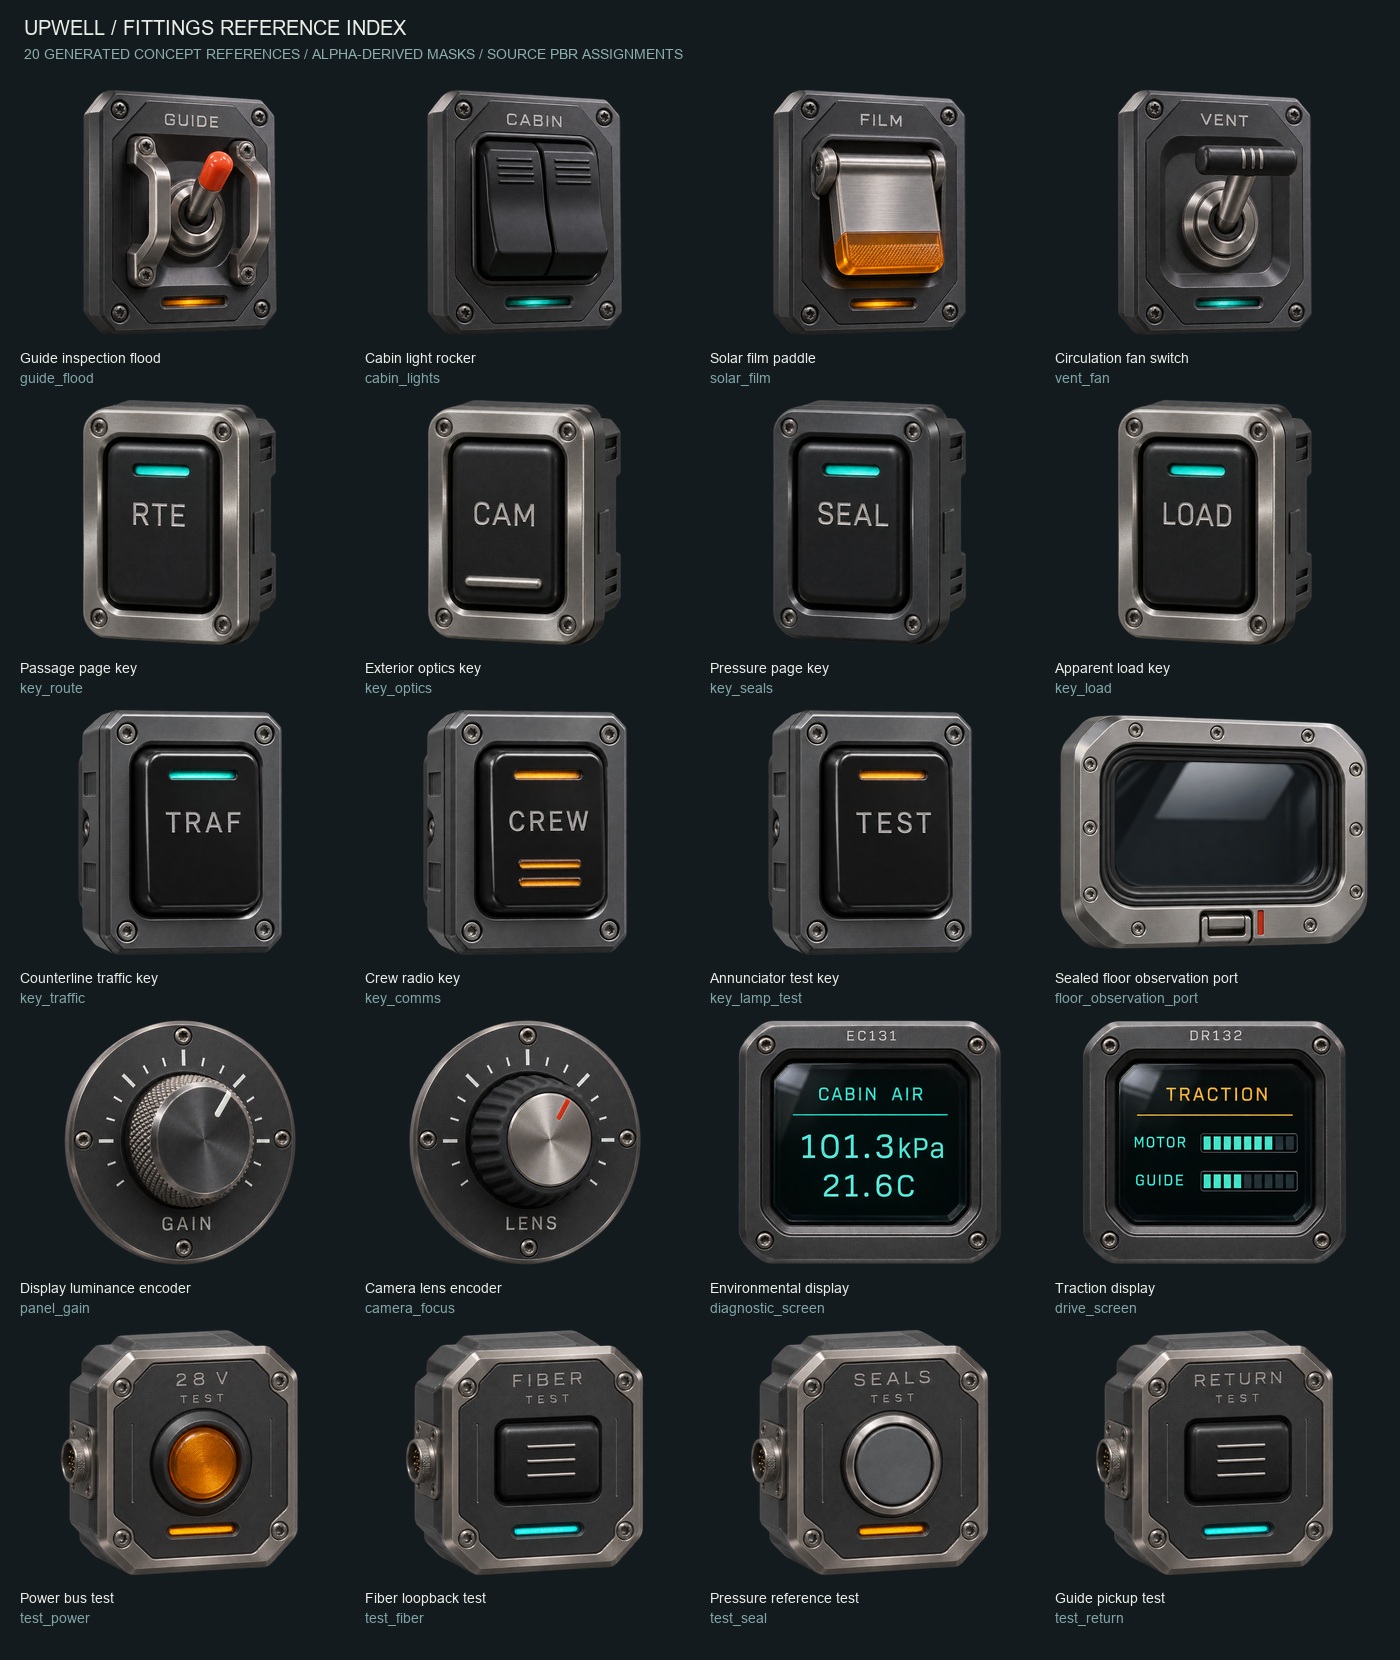 UPWELL / FITTINGS REFERENCE INDEX
20 GENERATED CONCEPT REFERENCES / ALPHA-DERIVED MASKS / SOURCE PBR ASSIGNMENTS
GUIDE
CABIN
FILM
VENT
Guide inspection flood
guide_flood
Cabin light rocker
cabin_lights
Solar film paddle
solar_film
Circulation fan switch
vent_fan
RTE
CAM
SEAL
LOAD
Passage page key
key_route
Exterior optics key
key_optics
Pressure page key
key_seals
Apparent load key
key_load
TRAF
CREW
TEST
Counterline traffic key
key_traffic
Crew radio key
key_comms
Annunciator test key
key_lamp_test
Sealed floor observation port
floor_observation_port
GAIN
LENS
EC131
CABIN AIR
101.3kPa
21.6C
DR132
TRACTION
MOTOR
GUIDE
Display luminance encoder
panel_gain
Camera lens encoder
camera_focus
Environmental display
diagnostic_screen
Traction display
drive_screen
28 V
TEST
FIBER
TEST
SEALS
TEST
RETURN
TEST
Power bus test
test_power
Fiber loopback test
test_fiber
Pressure reference test
test_seal
Guide pickup test
test_return